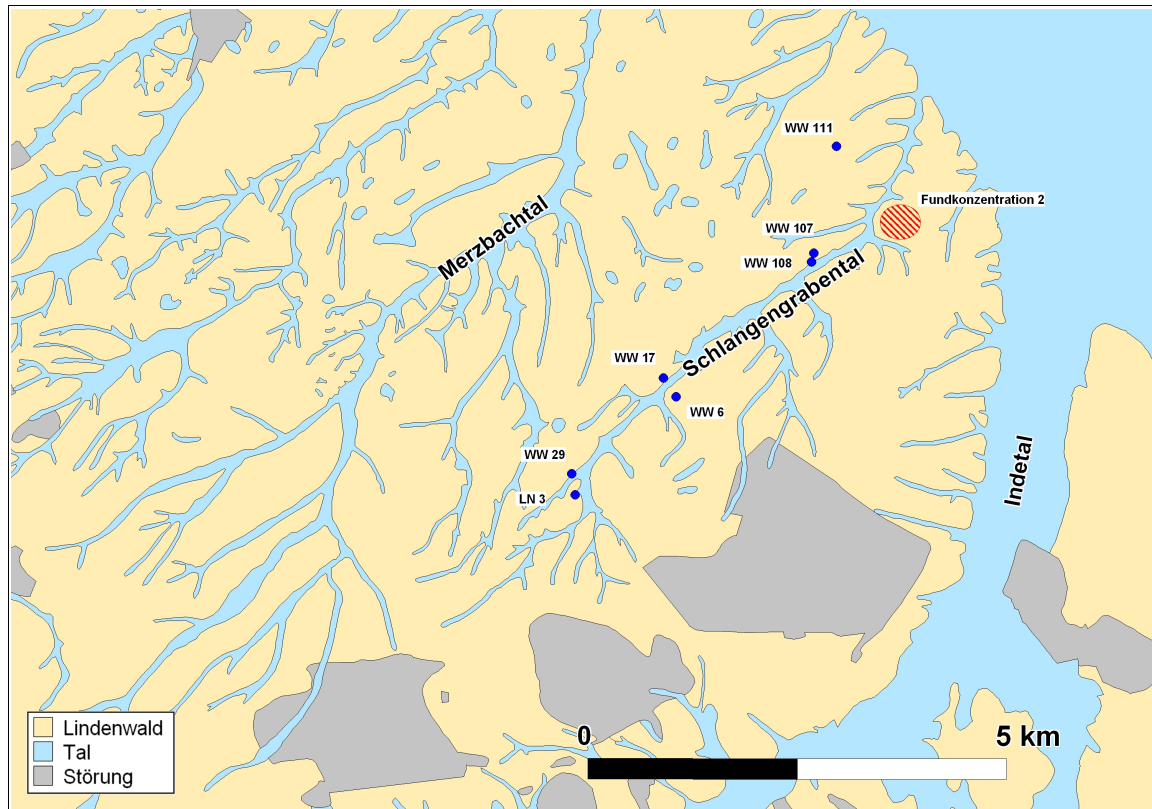 WW 111
Fundkonzentration 2
WW 107
Merzbachtal
WW 108
Schlangengrabental
WW 17
WW 6
Indetal
WW 29
LN 3
Lindenwald
Tal
Störung
0
5 km